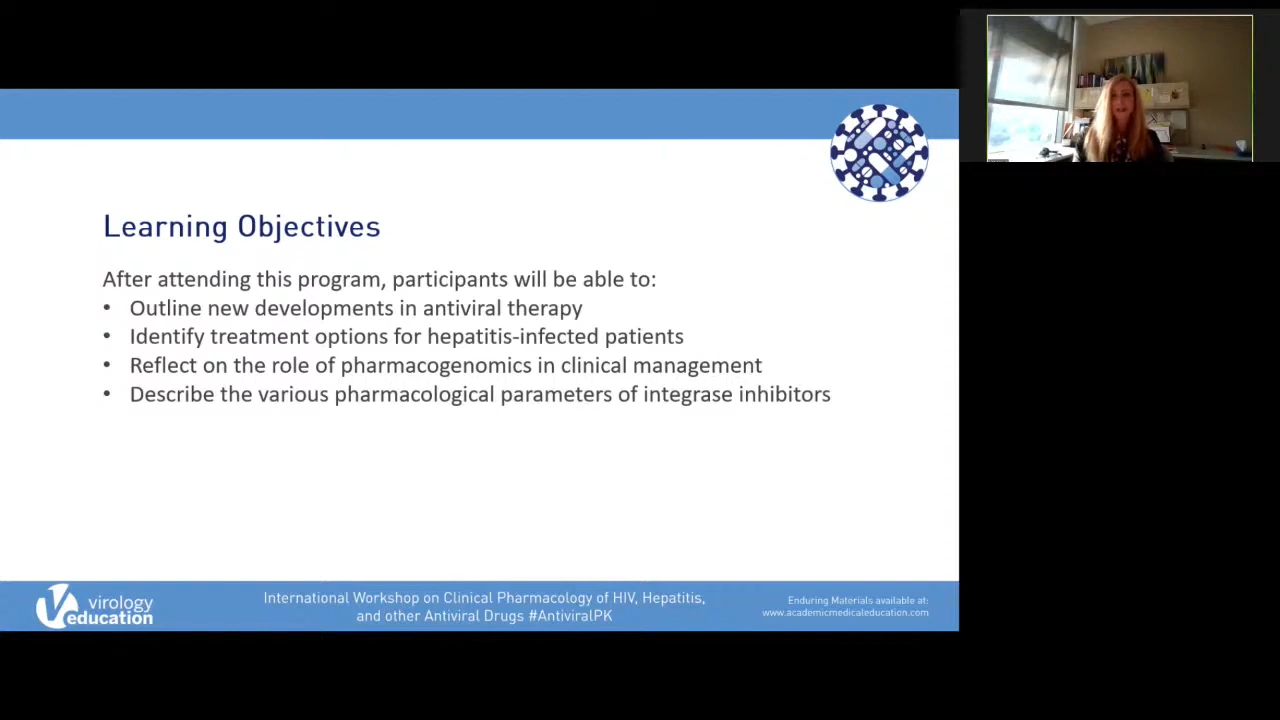 Learning Objectives
After attending this program, participants will be able to:
• Outline new developments in antiviral therapy
• Identify treatment options for hepatitis-infected patients
• Reflect on the role of pharmacogenomics in clinical management
• Describe the various pharmacological parameters of integrase inhibitors
virology
education
International Workshop on Clinical Pharmacology of HIV, Hepatitis,
and other Antiviral Drugs #AntiviralPK
Enduring Materials available at:
www.academicmedicaleducation.com